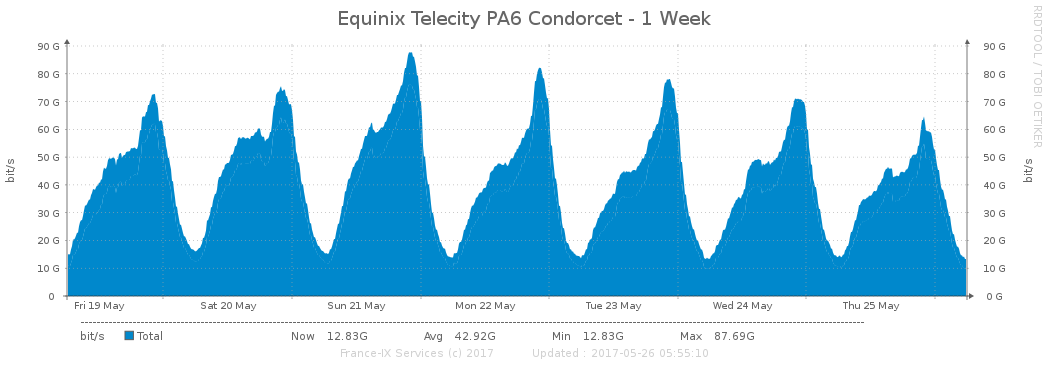 Equinix Telecity PA6 Condorcet - 1 Week
RRDTOOL / TOBI OETIKER
bit/s
90 G
80 G
70 G
60 G
50 G
40 G
30 G
20 G
10 G
0
90 G
80 G
70 G
60 G
50 G
40 G
30 G
20 G
10 G
0 G
bit/s
Fri 19 May Sat 20 May Sun 21 May Mon 22 May Tue 23 May Wed 24 May Thu 25 May
bit/s Total Now 12.83G Avg 42.92G Min 12.83G Max 87.69G
France-IX Services (c) 2017 Updated : 2017-05-26 05:55:10